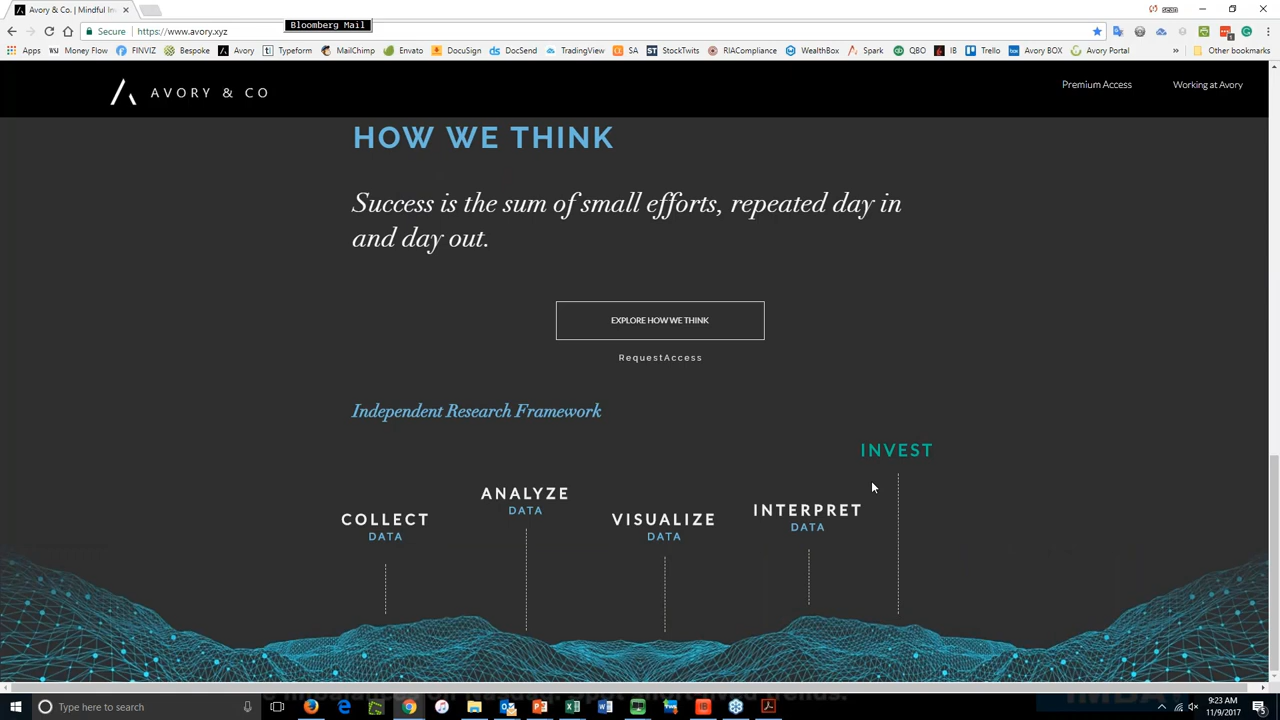 Avory & Co. | Mindful Inv
Bloomberg Mail
Secure
https://www.avory.xyz
Apps
Money Flow
FINVIZ
Bespoke
Avory
Typeform
MailChimp
Envato
DocuSign
DocSend
TradingView
SA
StockTwits
RIACompliance
WealthBox
Spark
QBO
IB
Trello
Avory BOX
Avory Portal
Other bookmarks
AVORY & CO
Premium Access
Working at Avory
HOW WE THINK
Success is the sum of small efforts, repeated day in
and day out.
EXPLORE HOW WE THINK
RequestAccess
Independent Research Framework
INVEST
ANALYZE
DATA
COLLECT
DATA
VISUALIZE
DATA
INTERPRET
DATA
Type here to search
9:23 AM
11/9/2017